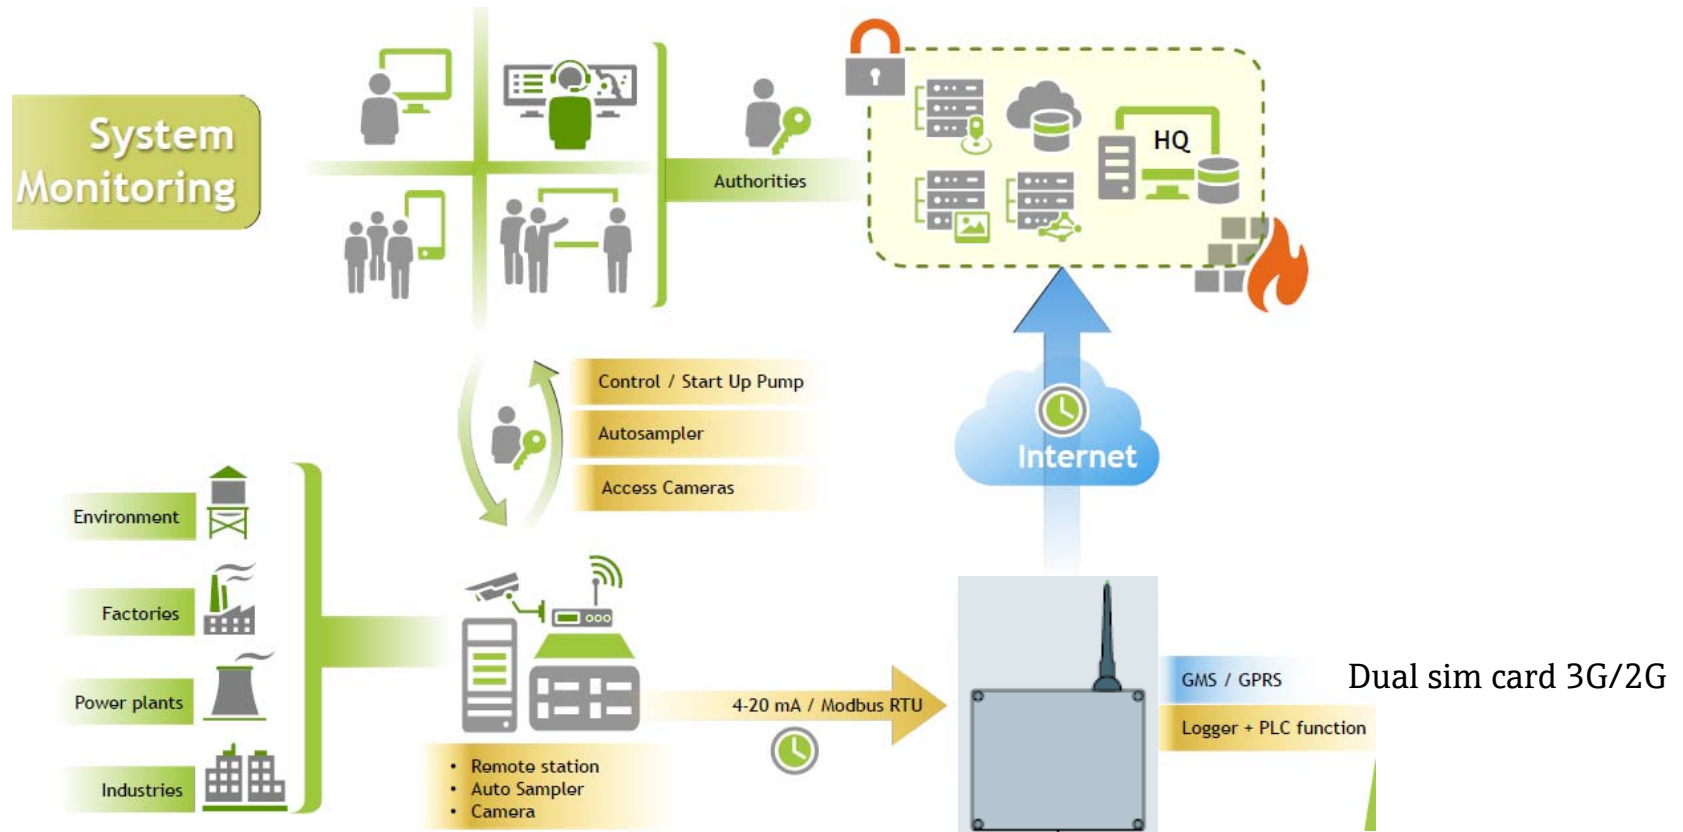 System
Monitoring
Authorities
HQ
Control / Start Up Pump
Autosampler
Access Cameras
Internet
Environment
Factories
Power plants
Industries
4-20 mA / Modbus RTU
• Remote station
• Auto Sampler
• Camera
GMS / GPRS
Dual sim card 3G/2G
Logger + PLC function